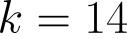 k = 14